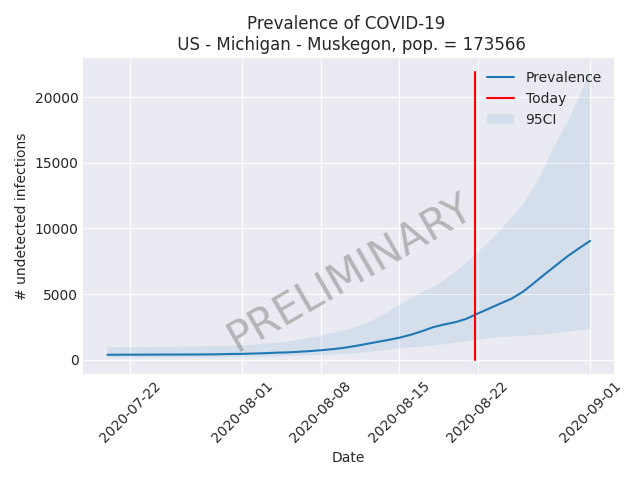 Prevalence of COVID-19
US - Michigan - Muskegon, pop. = 173566
Prevalence
Today
95CI
20000
15000
10000
5000
0
# undetected infections
PRELIMINARY
2020-07-22
2020-08-01
2020-08-08
2020-08-15
2020-08-22
2020-09-01
Date